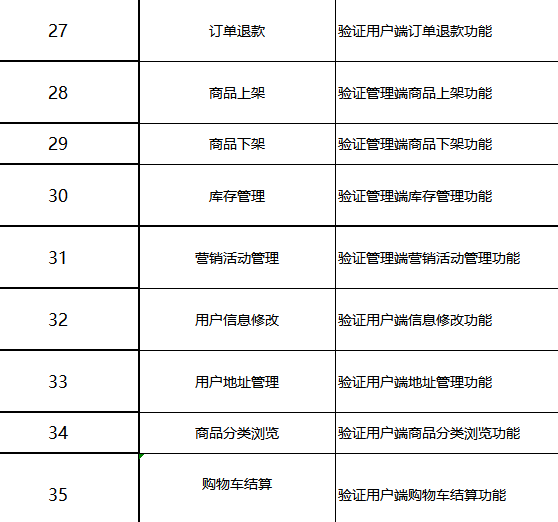 27 订单退款 验证用户端订单退款功能
28 商品上架 验证管理端商品上架功能
29 商品下架 验证管理端商品下架功能
30 库存管理 验证管理端库存管理功能
31 营销活动管理 验证管理端营销活动管理功能
32 用户信息修改 验证用户端信息修改功能
33 用户地址管理 验证用户端地址管理功能
34 商品分类浏览 验证用户端商品分类浏览功能
35 购物车结算 验证用户端购物车结算功能